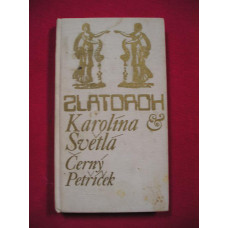 ZLATOROH
Karolína &
Světlá
Černý
Petříček